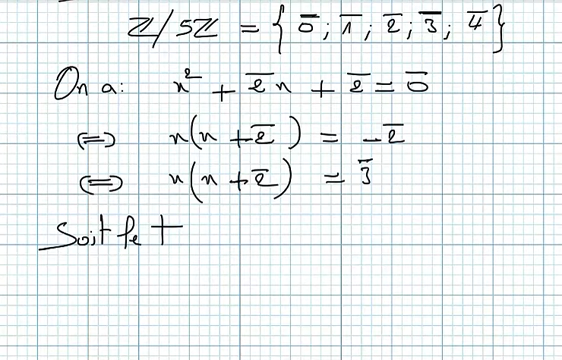 Z/5Z = { 0̅ ; 1̅ ; 2̅ ; 3̅ ; 4̅ }
On a : x² + 2̅x + 2̅ = 0̅
⟺ x(x + 2̅) = -2̅
⟺ x(x + 2̅) = 3̅
Soit le t